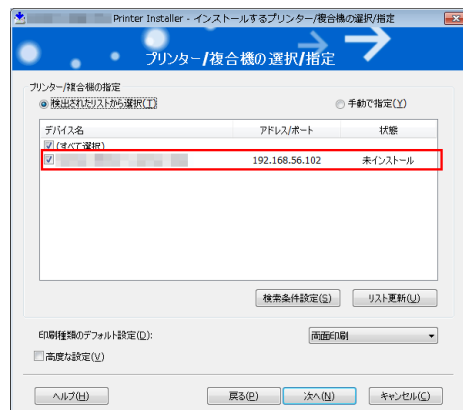 Printer Installer - インストールするプリンター/複合機の選択/指定
プリンター/複合機の選択/指定
プリンター/複合機の指定
検出されたリストから選択(I)
手動で指定(Y)
デバイス名 アドレス/ポート 状態
(すべて選択)
192.168.56.102 未インストール
検索条件設定(S) リスト更新(U)
印刷種類のデフォルト設定(D): 両面印刷
高度な設定(V)
ヘルプ(H) 戻る(P) 次へ(N) キャンセル(C)